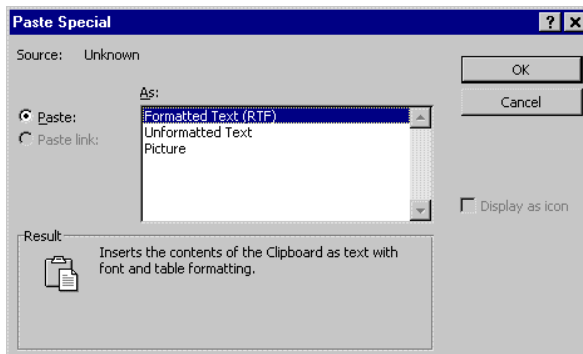 Paste Special
Source: Unknown
As:
Paste:
Paste link:
Formatted Text (RTF)
Unformatted Text
Picture
OK
Cancel
Display as icon
Result
Inserts the contents of the Clipboard as text with
font and table formatting.